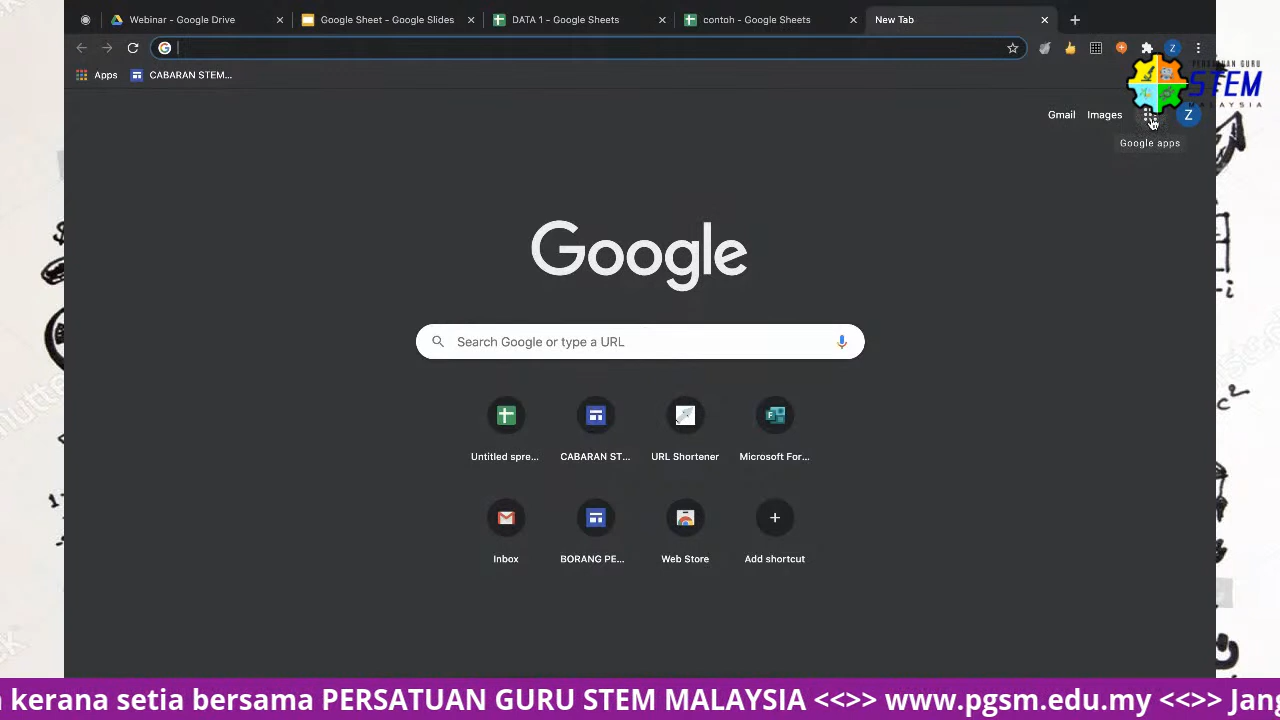 Webinar - Google Drive
Google Sheet - Google Slides
DATA 1 - Google Sheets
contoh - Google Sheets
New Tab
Z
Apps
CABARAN STEM...
PERSATUAN GURU
STEM
MALAYSIA
Gmail
Images
Z
Google apps
Google
Search Google or type a URL
Untitled spre...
CABARAN ST...
URL Shortener
Microsoft For...
Inbox
BORANG PE...
Web Store
Add shortcut
kerana setia bersama PERSATUAN GURU STEM MALAYSIA <<>> www.pgsm.edu.my <<>> Jang